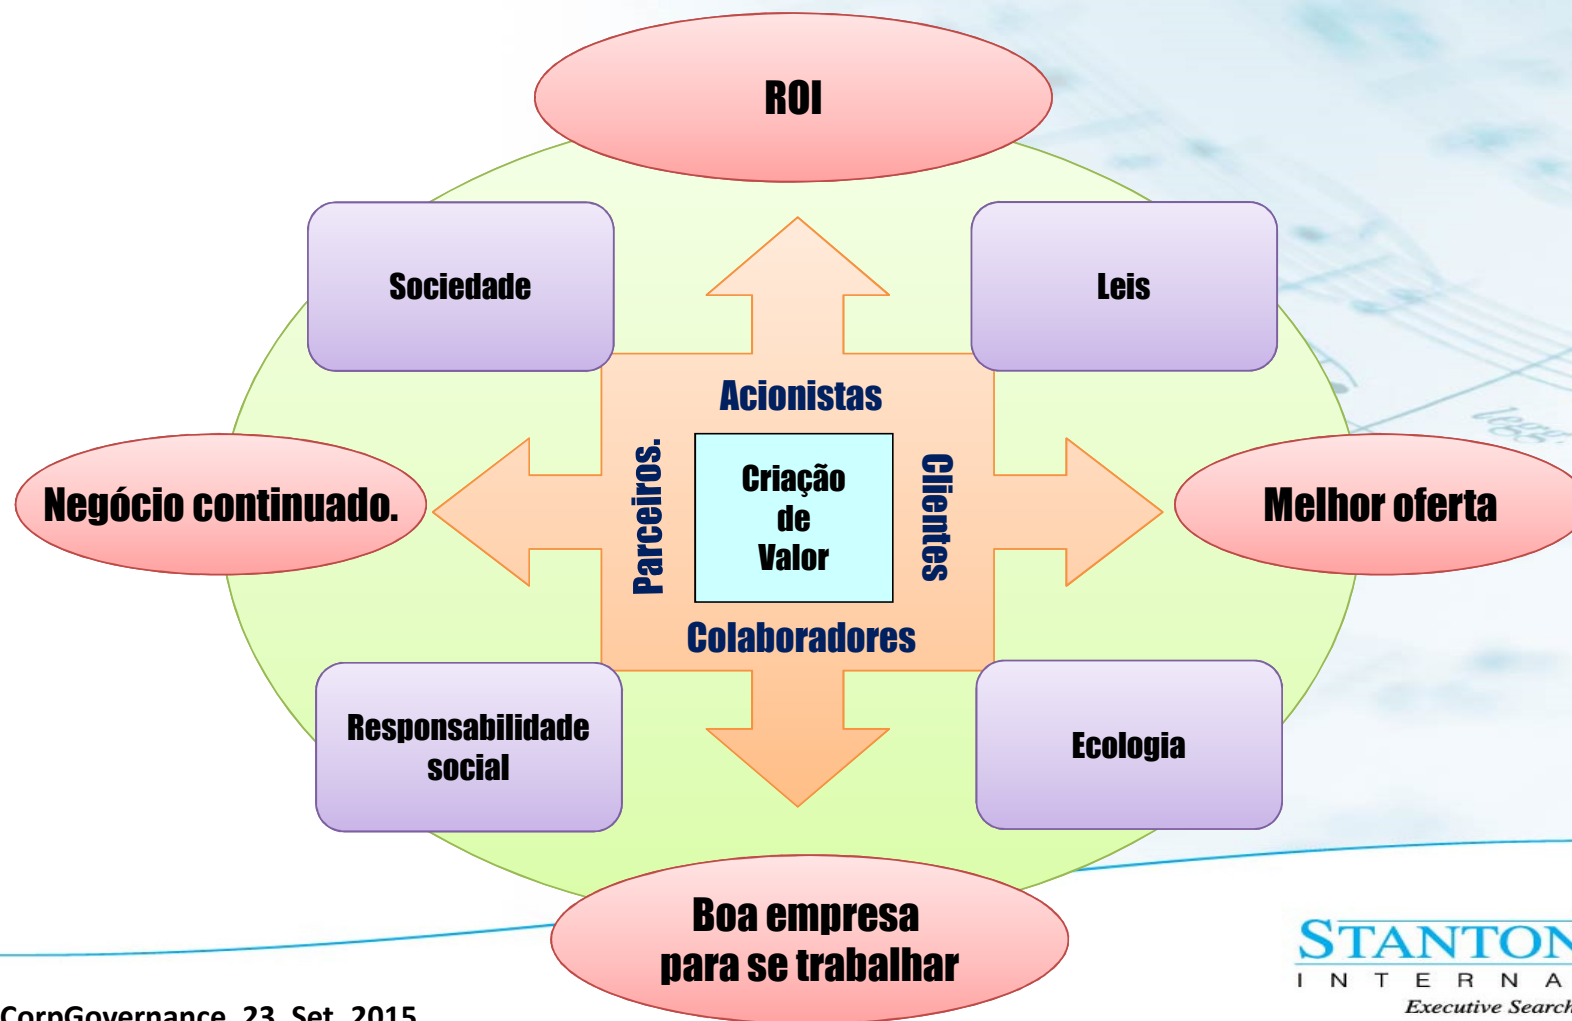 ROI
Sociedade
Leis
Acionistas
Negócio continuado.
Parceiros.
Criação
de
Valor
Clientes
Melhor oferta
Colaboradores
Responsabilidade
social
Ecologia
Boa empresa
para se trabalhar
STANTON
INTERNA
Executive Search
CorpGovernance 23 Set 2015